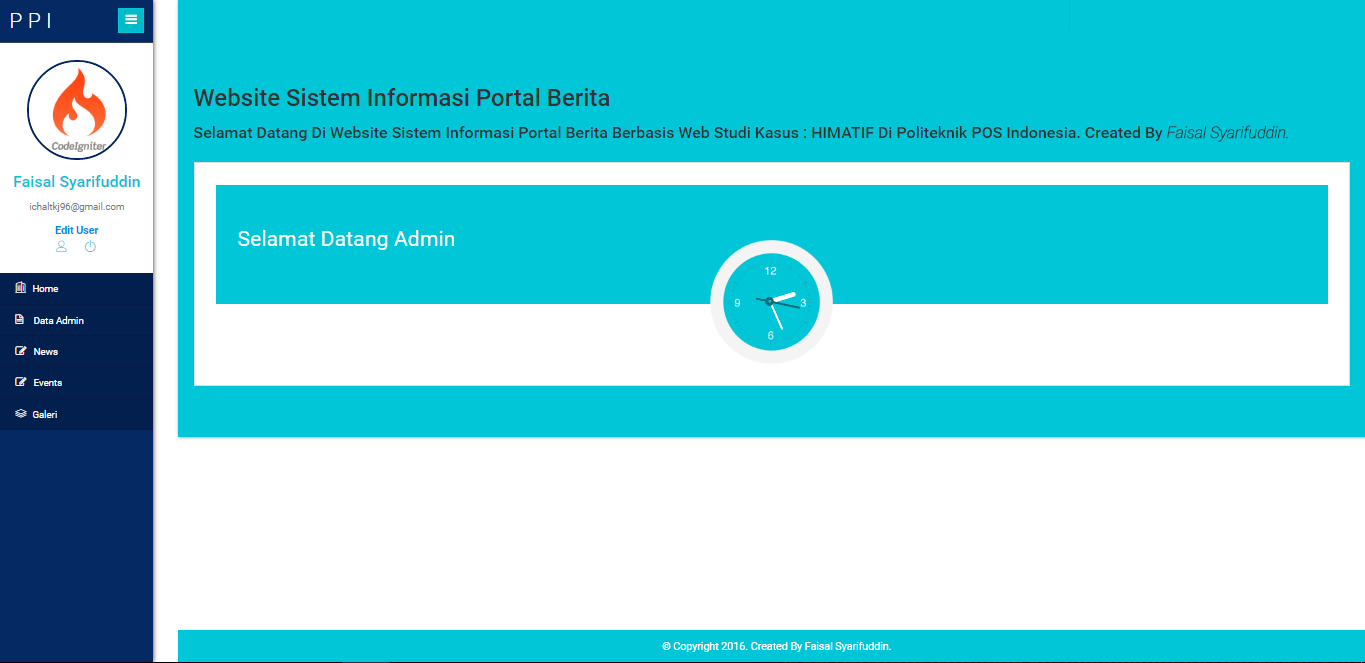 P P I
CodeIgniter
Faisal Syarifuddin
ichaltkj96@gmail.com
Edit User
Home
Data Admin
News
Events
Galeri
Website Sistem Informasi Portal Berita
Selamat Datang Di Website Sistem Informasi Portal Berita Berbasis Web Studi Kasus : HIMATIF Di Politeknik POS Indonesia. Created By Faisal Syarifuddin.
Selamat Datang Admin
12
9 3
6
© Copyright 2016. Created By Faisal Syarifuddin.